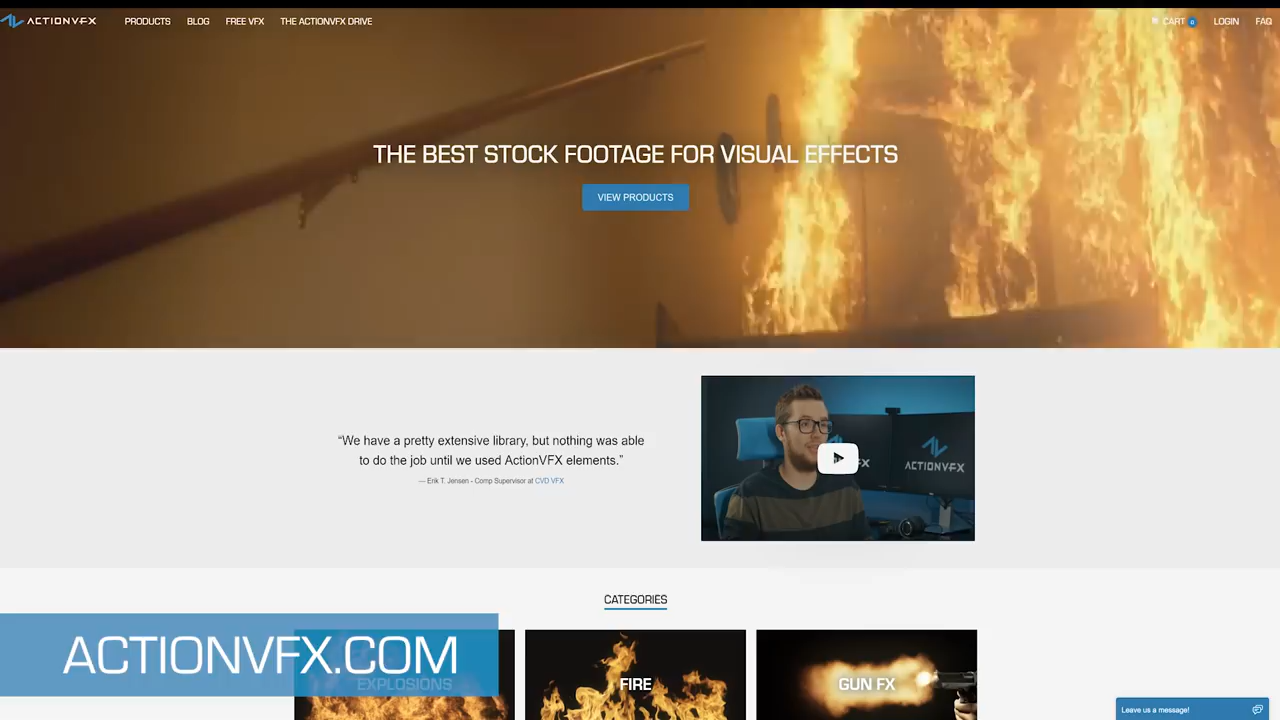 ACTIONVFX
PRODUCTS
BLOG
FREE VFX
THE ACTIONVFX DRIVE
CART 0
LOGIN
FAQ
THE BEST STOCK FOOTAGE FOR VISUAL EFFECTS
VIEW PRODUCTS
“We have a pretty extensive library, but nothing was able
to do the job until we used ActionVFX elements.”
— Erik T. Jensen - Comp Supervisor at CVD VFX
ACTIONVFX
CATEGORIES
ACTIONVFX.COM
EXPLOSIONS
FIRE
GUN FX
Leave us a message!